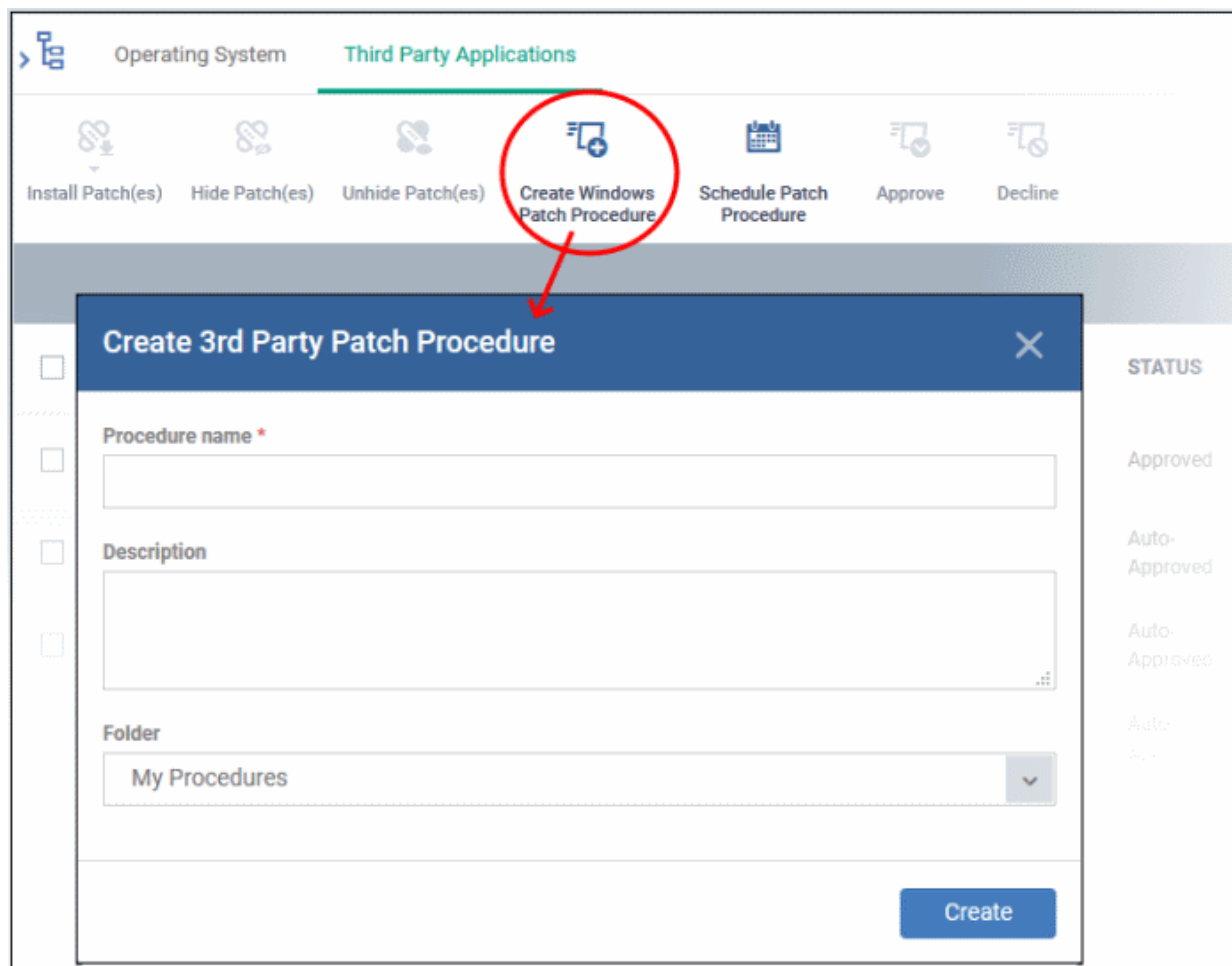 Operating System
Third Party Applications
Install Patch(es)
Hide Patch(es)
Unhide Patch(es)
Create Windows
Patch Procedure
Schedule Patch
Procedure
Approve
Decline
Create 3rd Party Patch Procedure
STATUS
Procedure name *
Approved
Description
Auto-
Approved
Auto-
Approved
Folder
Auto-
My Procedures
Create